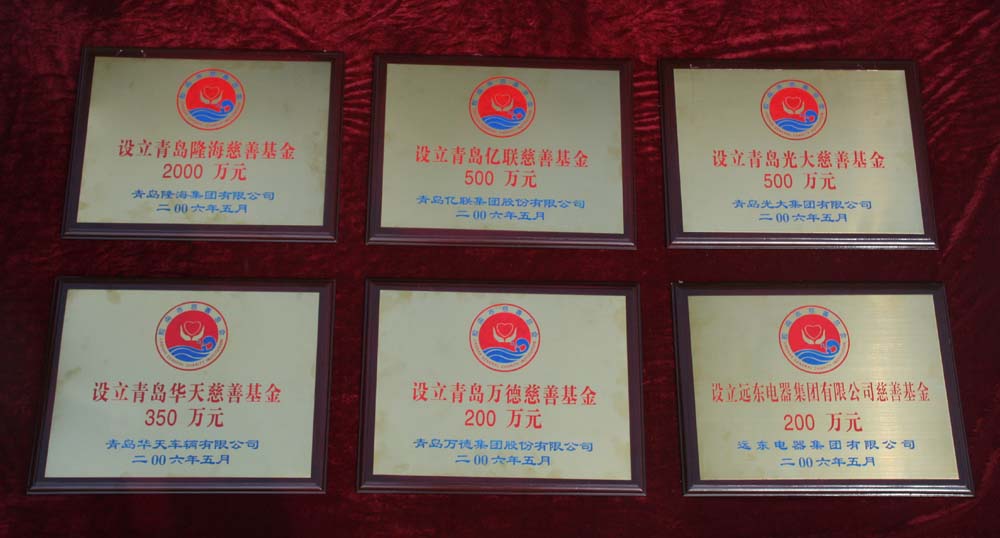 设立青岛隆海慈善基金
2000 万元
青岛隆海集团有限公司
二00六年五月
设立青岛亿联慈善基金
500 万元
青岛亿联集团股份有限公司
二00六年五月
设立青岛光大慈善基金
500 万元
青岛光大集团有限公司
二00六年五月
设立青岛华天慈善基金
350 万元
青岛华天车辆有限公司
二00六年五月
设立青岛万德慈善基金
200 万元
青岛万德集团股份有限公司
二00六年五月
设立远东电器集团有限公司慈善基金
200 万元
远东电器集团有限公司
二00六年五月